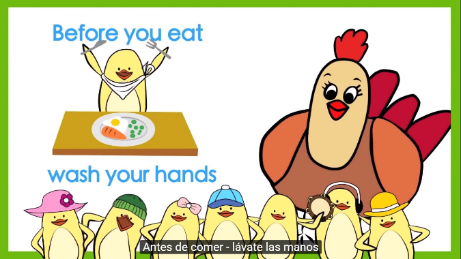 Before you eat
wash your hands
Antes de comer - lávate las manos